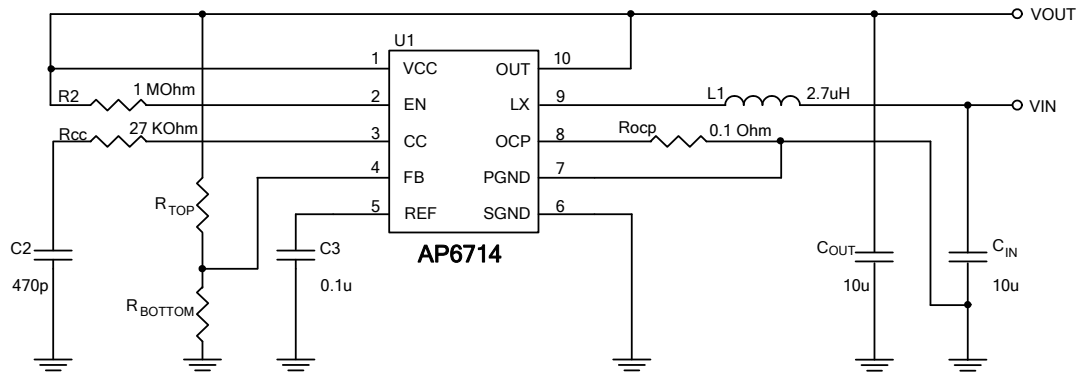 VOUT
U1
1 VCC OUT 10
R2 1 MOhm 2 EN LX 9 L1 2.7uH VIN
Rcc 27 KOhm 3 CC OCP 8 Rocp 0.1 Ohm
4 FB PGND 7
RTOP
5 REF SGND 6
C2 C3 AP6714 COUT CIN
470p 0.1u 10u 10u
RBOTTOM